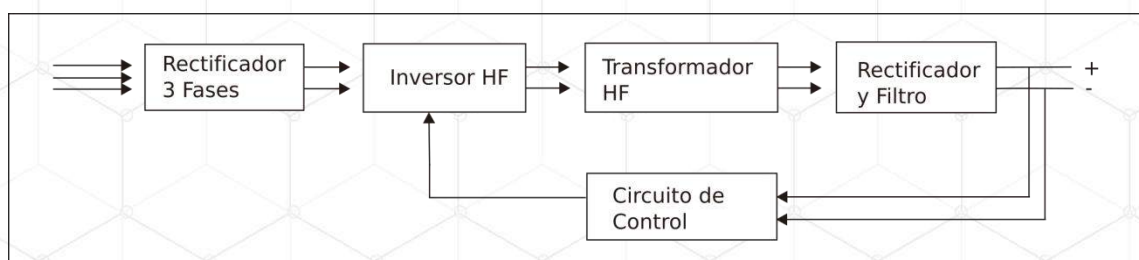 Rectificador
3 Fases
Inversor HF
Transformador
HF
Rectificador
y Filtro
+
-
Circuito de
Control